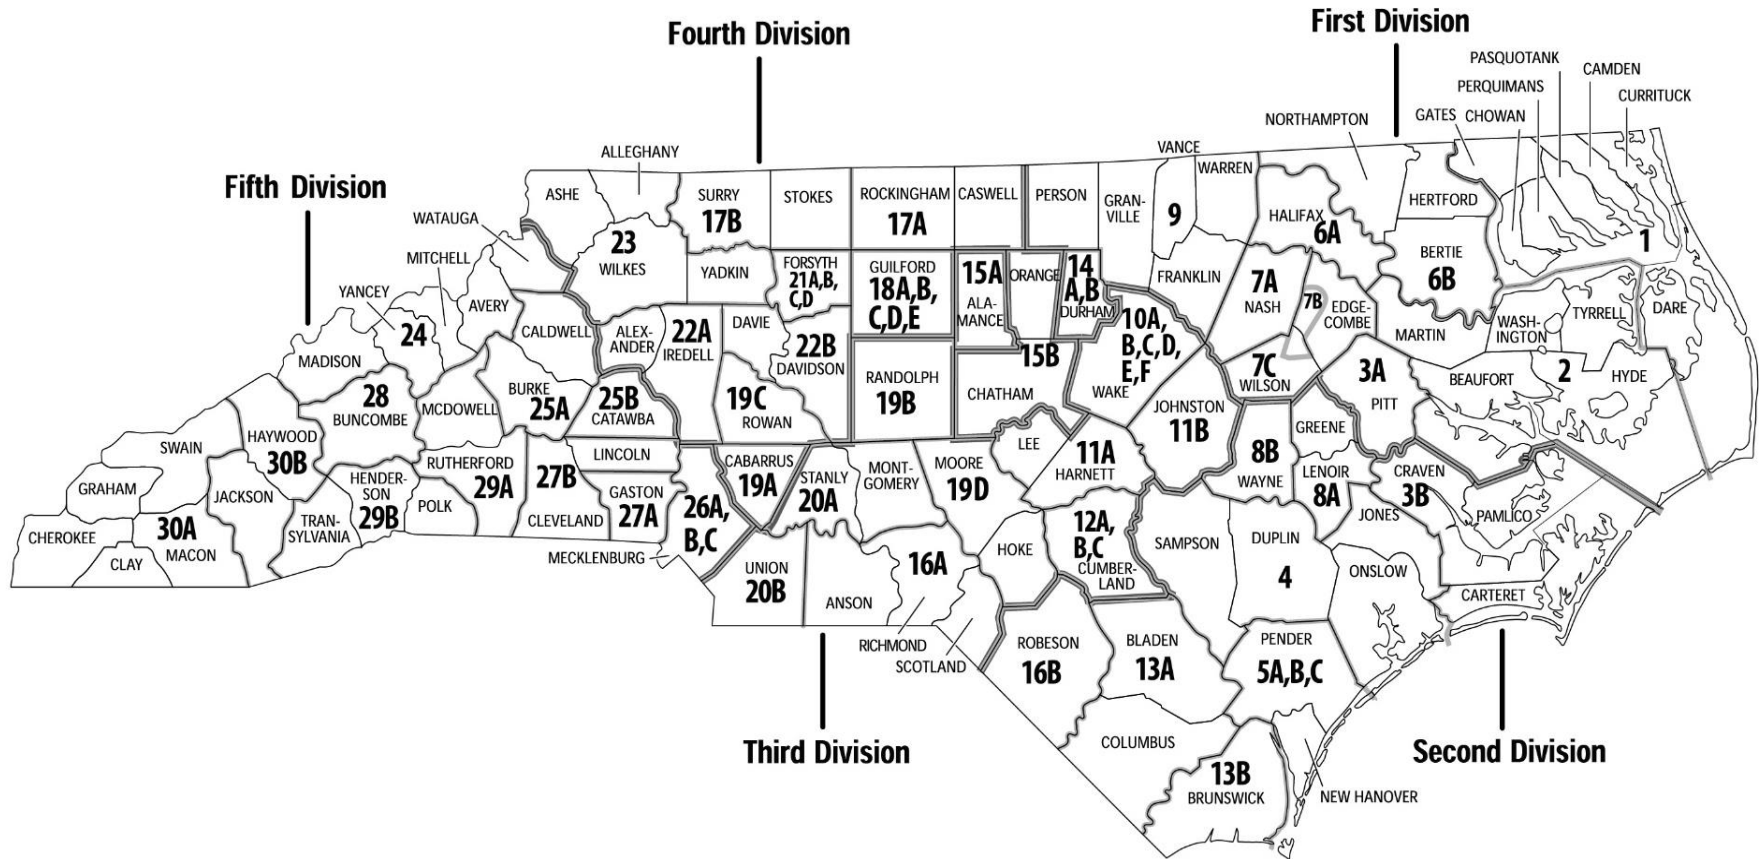 First Division
Fourth Division
PASQUOTANK
CAMDEN
PERQUIMANS
CURRITUCK
NORTHAMPTON
GATES
CHOWAN
VANCE
ALLEGHANY
WARREN
Fifth Division
ASHE
SURRY
17B
STOKES
ROCKINGHAM
17A
CASWELL
PERSON
GRAN-
VILLE
9
HERTFORD
WATAUGA
HALIFAX
6A
23
WILKES
1
MITCHELL
YADKIN
FORSYTH
21A,B,
C,D
GUILFORD
18A,B,
C,D,E
15A
ALA-
MANCE
ORANGE
14
A,B
DURHAM
FRANKLIN
7A
NASH
7B
EDGE-
COMBE
BERTIE
6B
YANCEY
AVERY
24
CALDWELL
ALEX-
ANDER
22A
IREDELL
DAVIE
22B
DAVIDSON
10A,
B,C,D,
E,F
WAKE
MARTIN
WASH-
INGTON
TYRRELL
DARE
MADISON
15B
7C
WILSON
3A
PITT
BEAUFORT
2
HYDE
28
BUNCOMBE
MCDOWELL
BURKE
25A
25B
CATAWBA
19C
ROWAN
RANDOLPH
19B
CHATHAM
JOHNSTON
11B
GREENE
SWAIN
HAYWOOD
30B
LEE
11A
HARNETT
8B
WAYNE
LINCOLN
RUTHERFORD
29A
27B
CLEVELAND
CABARRUS
19A
STANLY
20A
MONT-
GOMERY
MOORE
19D
LENOIR
8A
CRAVEN
3B
GRAHAM
JACKSON
HENDER-
SON
29B
POLK
GASTON
27A
26A,
B,C
PAMLICO
JONES
CHEROKEE
30A
MACON
CLAY
TRAN-
SYLVANIA
MECKLENBURG
HOKE
12A,
B,C
CUMBER-
LAND
SAMPSON
DUPLIN
4
ONSLOW
UNION
20B
ANSON
16A
CARTERET
RICHMOND
SCOTLAND
ROBESON
16B
BLADEN
13A
PENDER
5A,B,C
Third Division
COLUMBUS
Second Division
13B
BRUNSWICK
NEW HANOVER